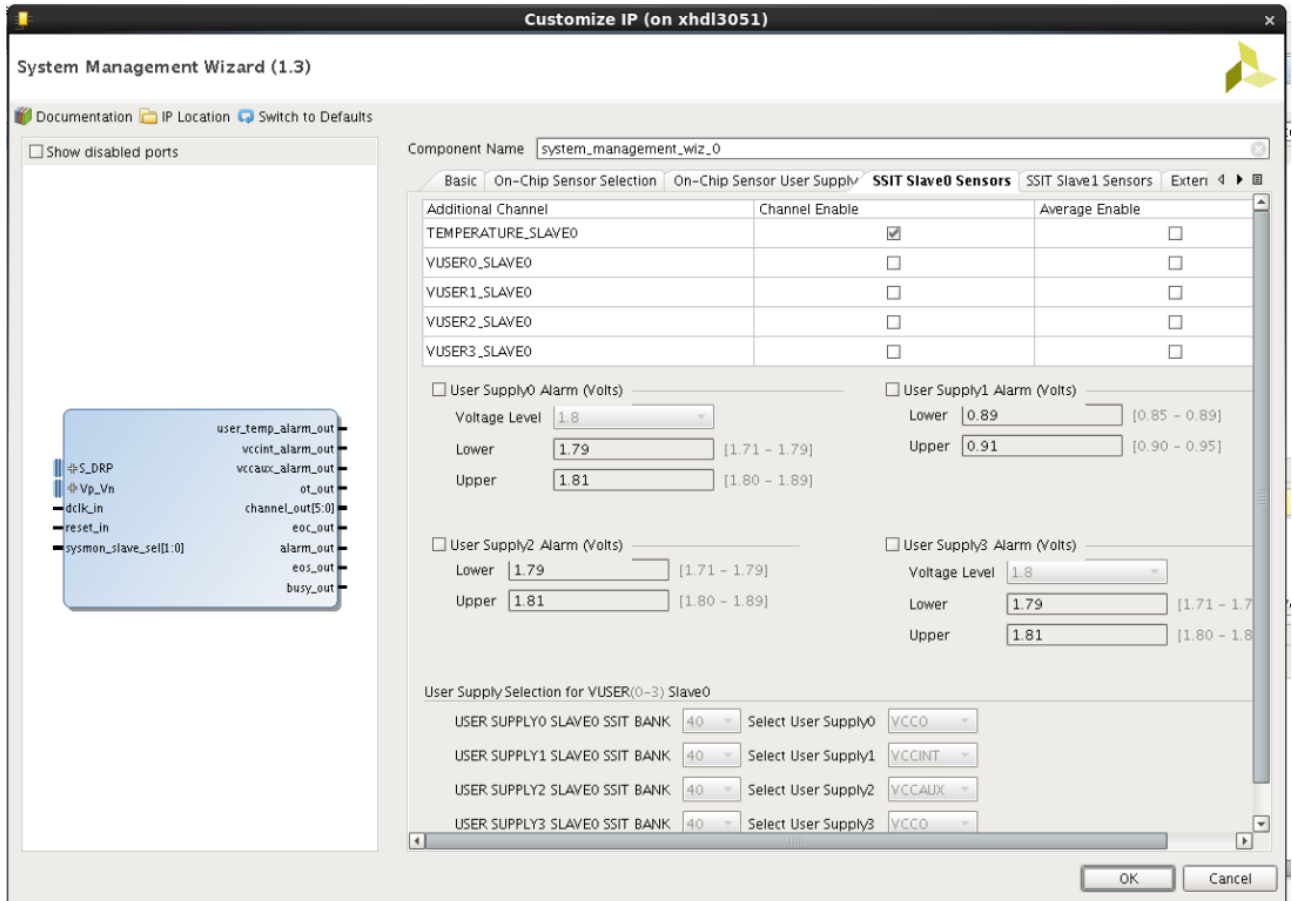 Customize IP (on xhdl3051)
System Management Wizard (1.3)
Documentation IP Location Switch to Defaults
Show disabled ports
Component Name system_management_wiz_0
Basic On-Chip Sensor Selection On-Chip Sensor User Supply SSIT Slave0 Sensors SSIT Slave1 Sensors Extern
Additional Channel Channel Enable Average Enable
TEMPERATURE_SLAVE0
VUSER0_SLAVE0
VUSER1_SLAVE0
VUSER2_SLAVE0
VUSER3_SLAVE0
User Supply0 Alarm (Volts)
Voltage Level 1.8
Lower 1.79 [1.71 - 1.79]
Upper 1.81 [1.80 - 1.89]
User Supply1 Alarm (Volts)
Lower 0.89 [0.85 - 0.89]
Upper 0.91 [0.90 - 0.95]
User Supply2 Alarm (Volts)
Lower 1.79 [1.71 - 1.79]
Upper 1.81 [1.80 - 1.89]
User Supply3 Alarm (Volts)
Voltage Level 1.8
Lower 1.79 [1.71 - 1.7
Upper 1.81 [1.80 - 1.8
User Supply Selection for VUSER(0-3) Slave0
USER SUPPLY0 SLAVE0 SSIT BANK 40 Select User Supply0 VCCO
USER SUPPLY1 SLAVE0 SSIT BANK 40 Select User Supply1 VCCINT
USER SUPPLY2 SLAVE0 SSIT BANK 40 Select User Supply2 VCCAUX
USER SUPPLY3 SLAVE0 SSIT BANK 40 Select User Supply3 VCCO
S_DRP
Vp_Vn
dclk_in
reset_in
sysmon_slave_sel[1:0]
user_temp_alarm_out
vccint_alarm_out
vccaux_alarm_out
ot_out
channel_out[5:0]
eoc_out
alarm_out
eos_out
busy_out
OK Cancel